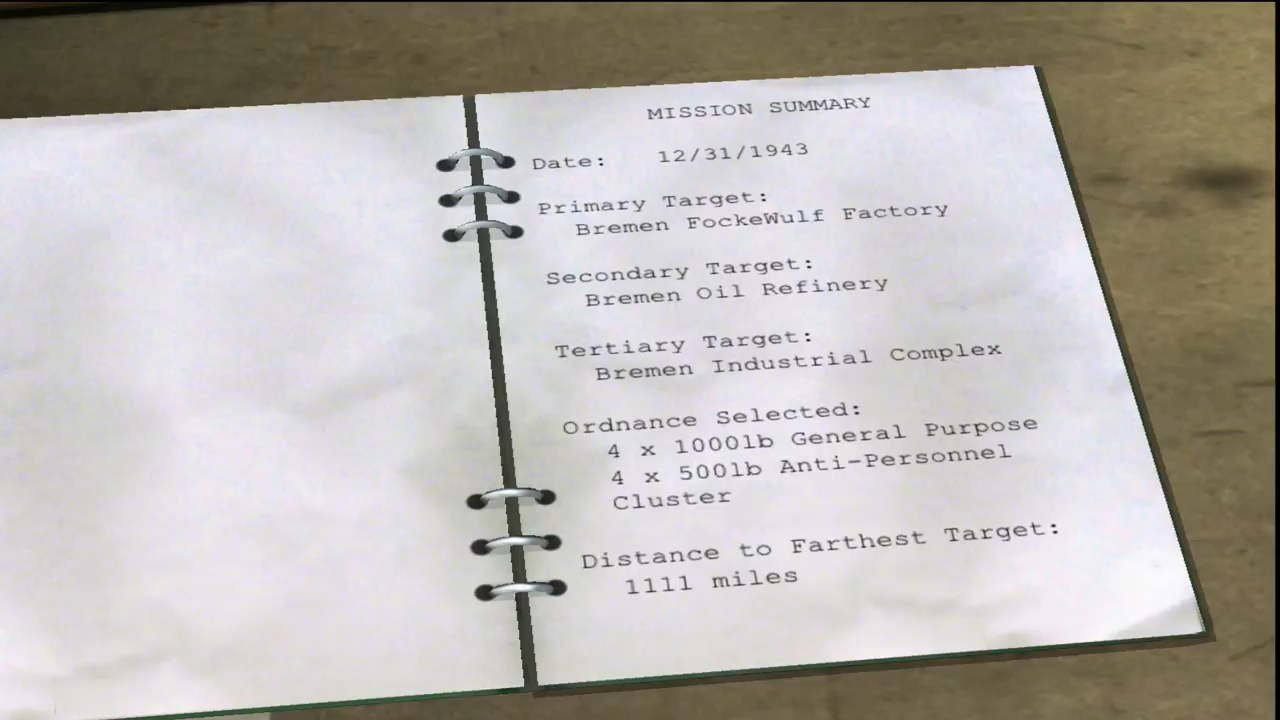 MISSION SUMMARY
Date: 12/31/1943
Primary Target:
Bremen FockeWulf Factory
Secondary Target:
Bremen Oil Refinery
Tertiary Target:
Bremen Industrial Complex
Ordnance Selected:
4 x 1000lb General Purpose
4 x 500lb Anti-Personnel
Cluster
Distance to Farthest Target:
1111 miles